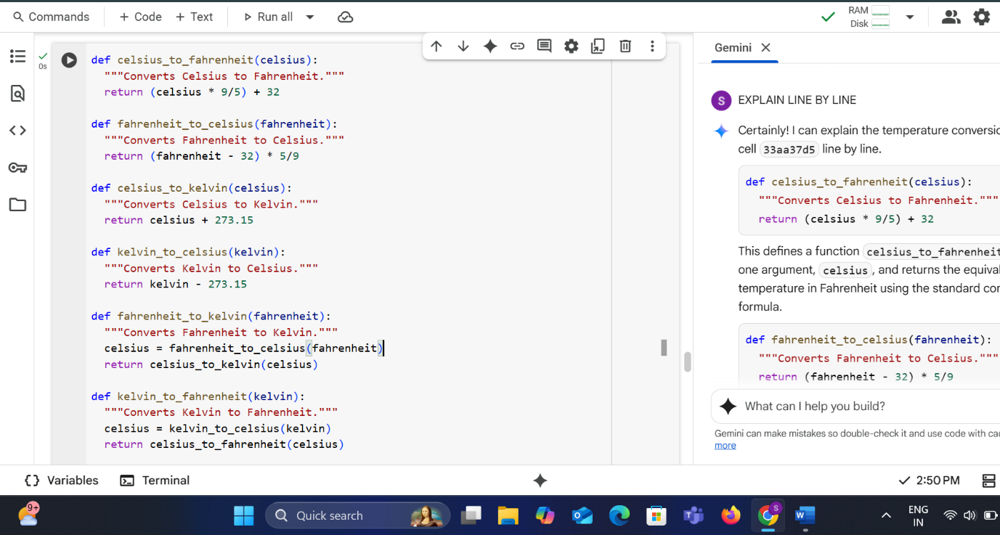 Commands + Code + Text Run all
RAM
Disk
Gemini
0s
def celsius_to_fahrenheit(celsius):
"""Converts Celsius to Fahrenheit."""
return (celsius * 9/5) + 32
def fahrenheit_to_celsius(fahrenheit):
"""Converts Fahrenheit to Celsius."""
return (fahrenheit - 32) * 5/9
def celsius_to_kelvin(celsius):
"""Converts Celsius to Kelvin."""
return celsius + 273.15
def kelvin_to_celsius(kelvin):
"""Converts Kelvin to Celsius."""
return kelvin - 273.15
def fahrenheit_to_kelvin(fahrenheit):
"""Converts Fahrenheit to Kelvin."""
celsius = fahrenheit_to_celsius(fahrenheit)
return celsius_to_kelvin(celsius)
def kelvin_to_fahrenheit(kelvin):
"""Converts Kelvin to Fahrenheit."""
celsius = kelvin_to_celsius(kelvin)
return celsius_to_fahrenheit(celsius)
S EXPLAIN LINE BY LINE
Certainly! I can explain the temperature
cell 33aa37d5 line by line.
def celsius_to_fahrenheit(celsius):
"""Converts Celsius to Fahrenheit."""
return (celsius * 9/5) + 32
This defines a function celsius_to_fahrenheit
one argument, celsius, and returns the
temperature in Fahrenheit using the standard
formula.
def fahrenheit_to_celsius(fahrenheit):
"""Converts Fahrenheit to Celsius."""
return (fahrenheit - 32) * 5/9
What can I help you build?
Gemini can make mistakes so double-check it and use code with
more
Variables Terminal
2:50 PM
9+
Quick search
S
ENG
IN